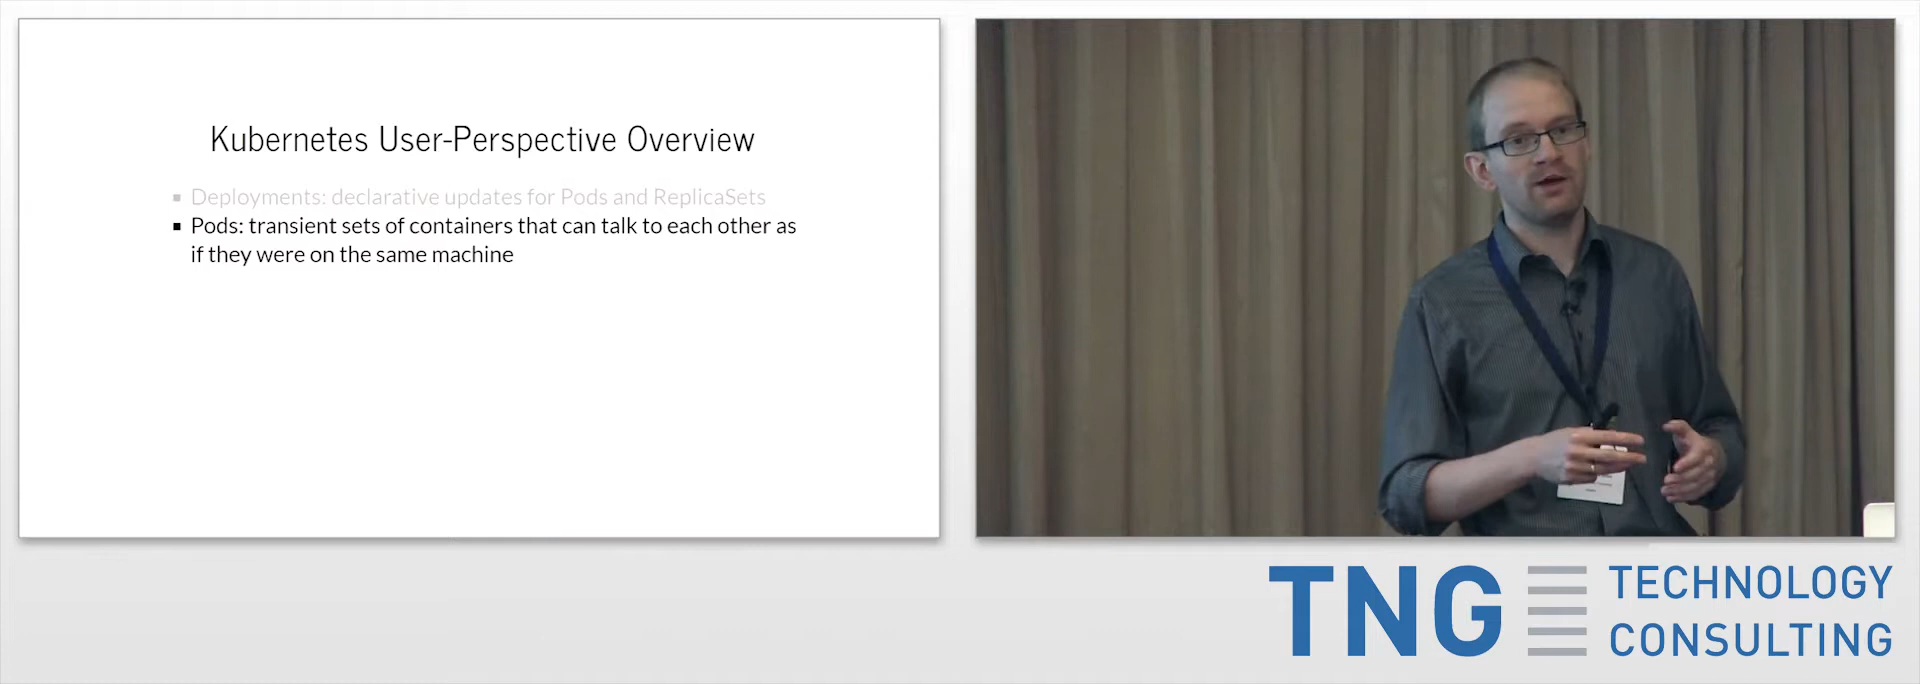 Kubernetes User-Perspective Overview
Deployments: declarative updates for Pods and ReplicaSets
Pods: transient sets of containers that can talk to each other as
if they were on the same machine
TNG
TECHNOLOGY
CONSULTING